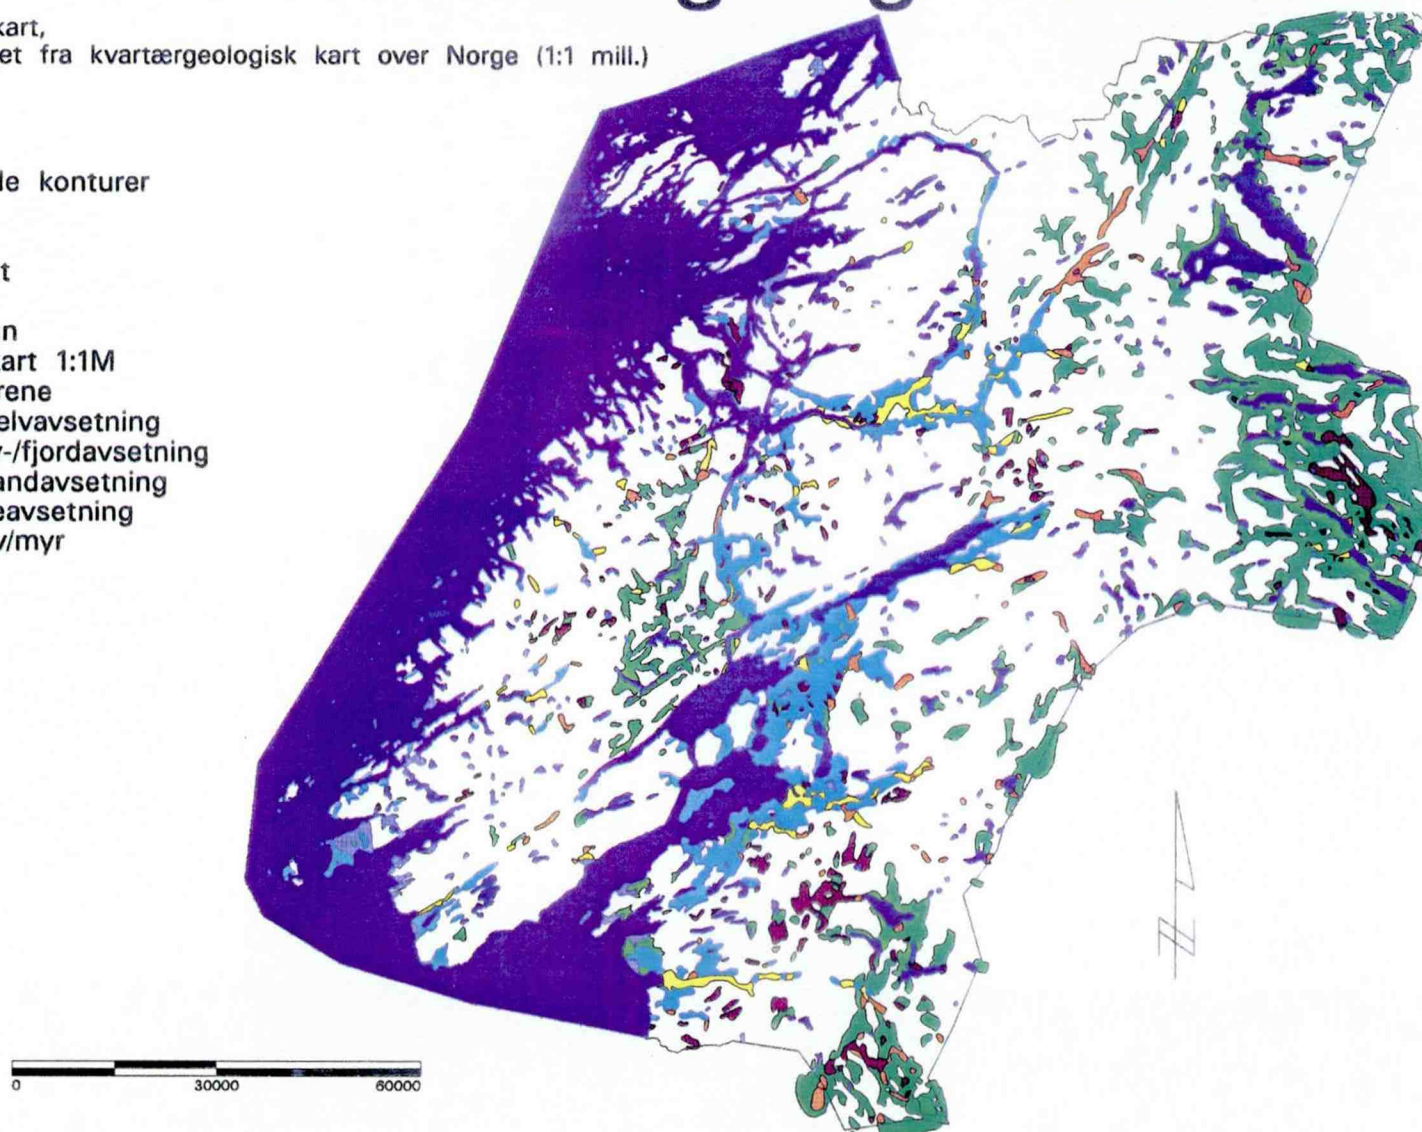 kart,
et fra kvartærgeologisk kart over Norge (1:1 mill.)
le konturer
t
n
art 1:1M
rene
elvavsetning
-/fjordavsetning
andavsetning
eavsetning
/myr
0 30000 60000